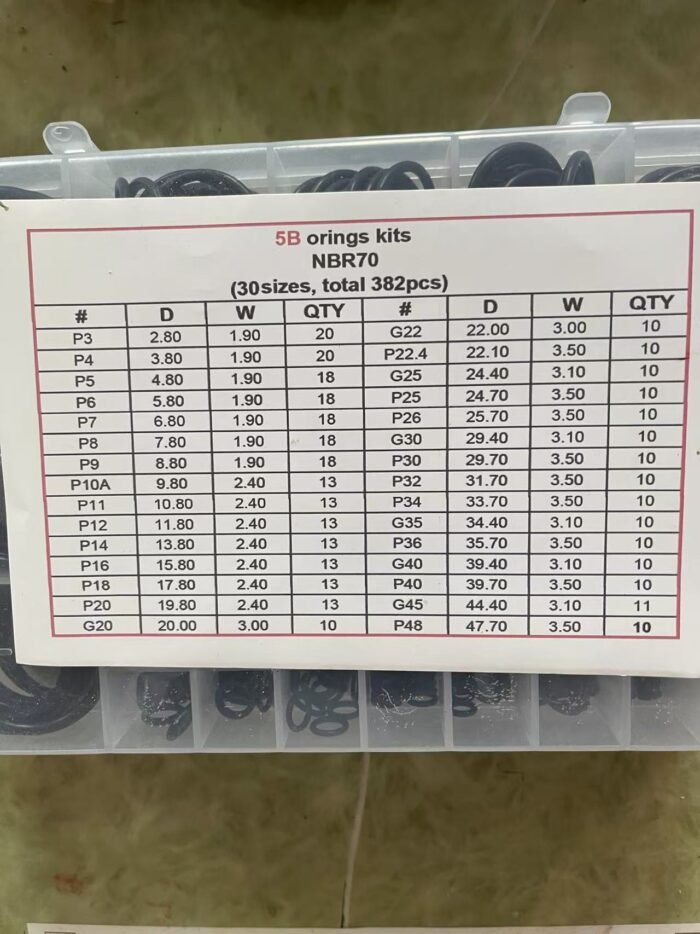 5B orings kits
NBR70
(30sizes, total 382pcs)
# D W QTY # D W QTY
P3 2.80 1.90 20 G22 22.00 3.00 10
P4 3.80 1.90 20 P22.4 22.10 3.50 10
P5 4.80 1.90 18 G25 24.40 3.10 10
P6 5.80 1.90 18 P25 24.70 3.50 10
P7 6.80 1.90 18 P26 25.70 3.50 10
P8 7.80 1.90 18 G30 29.40 3.10 10
P9 8.80 1.90 18 P30 29.70 3.50 10
P10A 9.80 2.40 13 P32 31.70 3.50 10
P11 10.80 2.40 13 P34 33.70 3.50 10
P12 11.80 2.40 13 G35 34.40 3.10 10
P14 13.80 2.40 13 P36 35.70 3.50 10
P16 15.80 2.40 13 G40 39.40 3.10 10
P18 17.80 2.40 13 P40 39.70 3.50 10
P20 19.80 2.40 13 G45 44.40 3.10 11
G20 20.00 3.00 10 P48 47.70 3.50 10